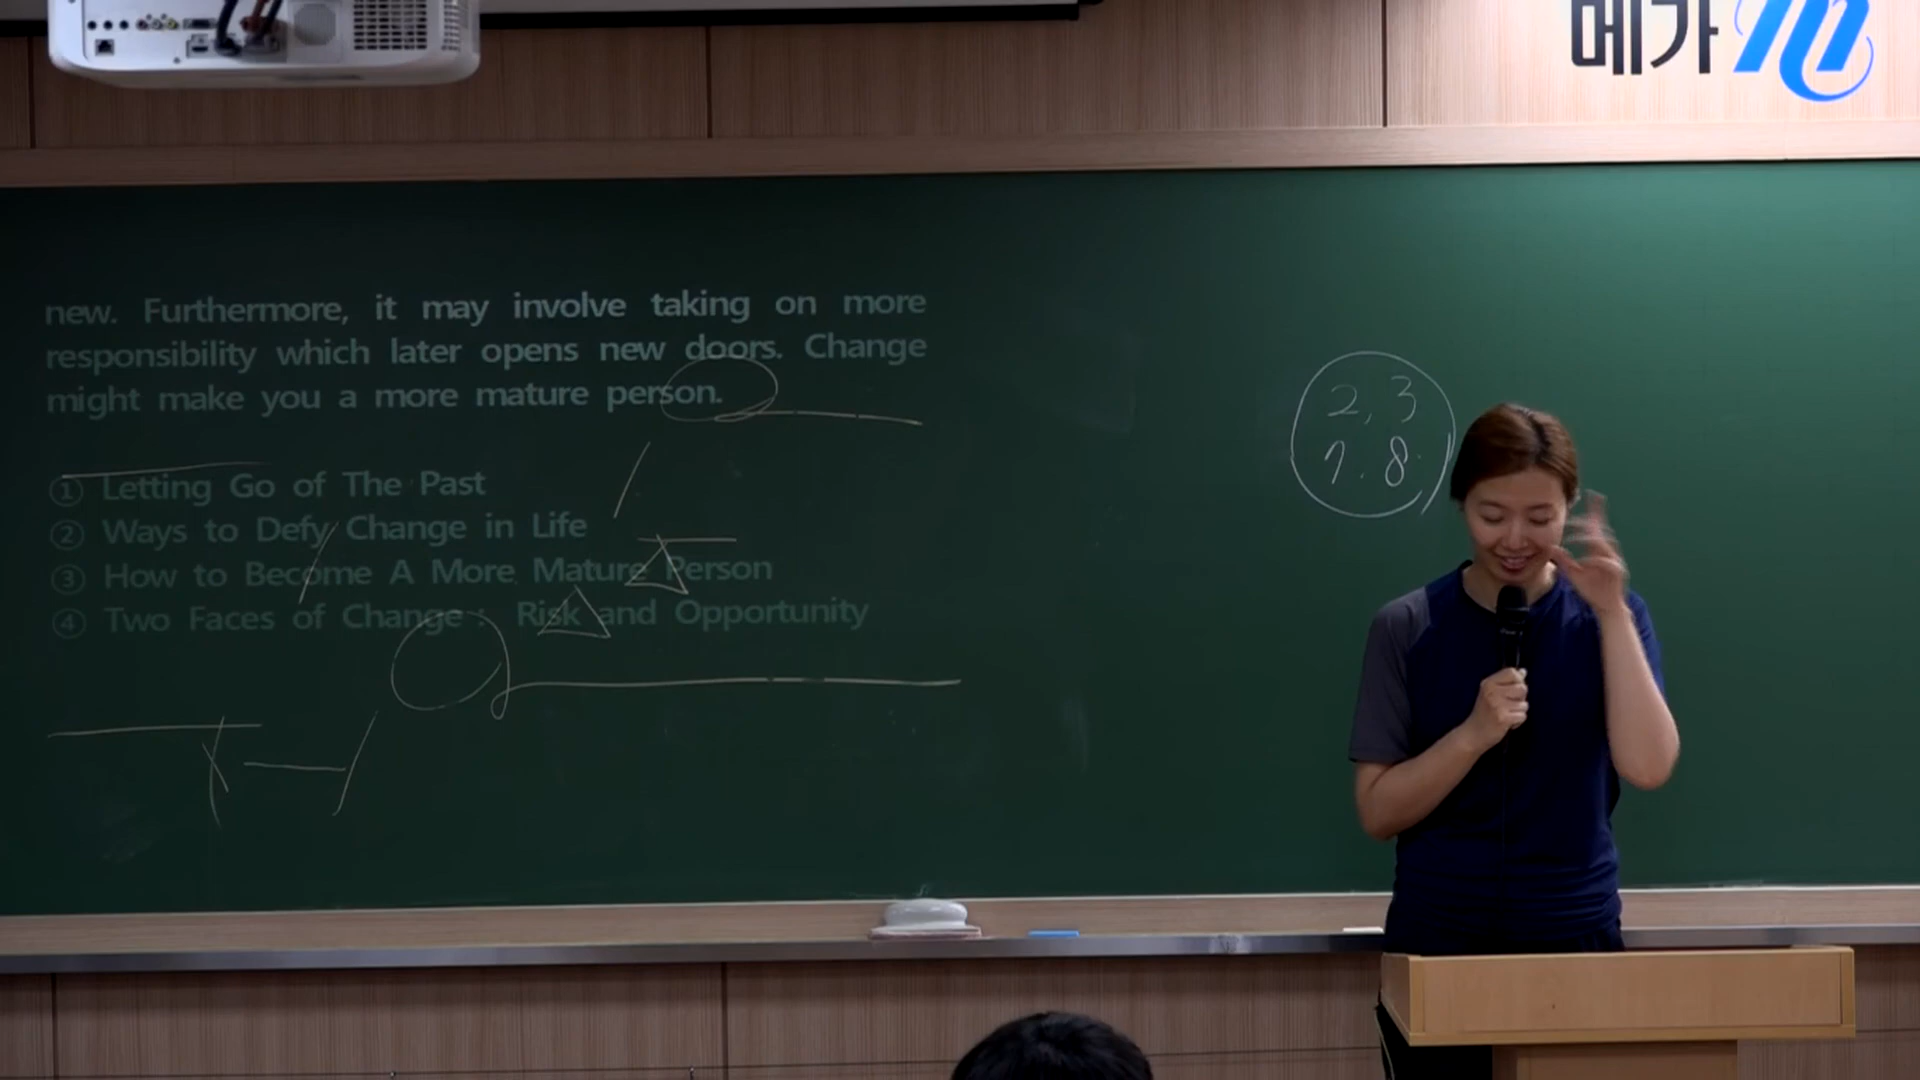 메가 m
new. Furthermore, it may involve taking on more
responsibility which later opens new doors. Change
might make you a more mature person.
① Letting Go of The Past
② Ways to Defy Change in Life
③ How to Become A More Mature Person
④ Two Faces of Change : Risk and Opportunity
2, 3
7. 8.